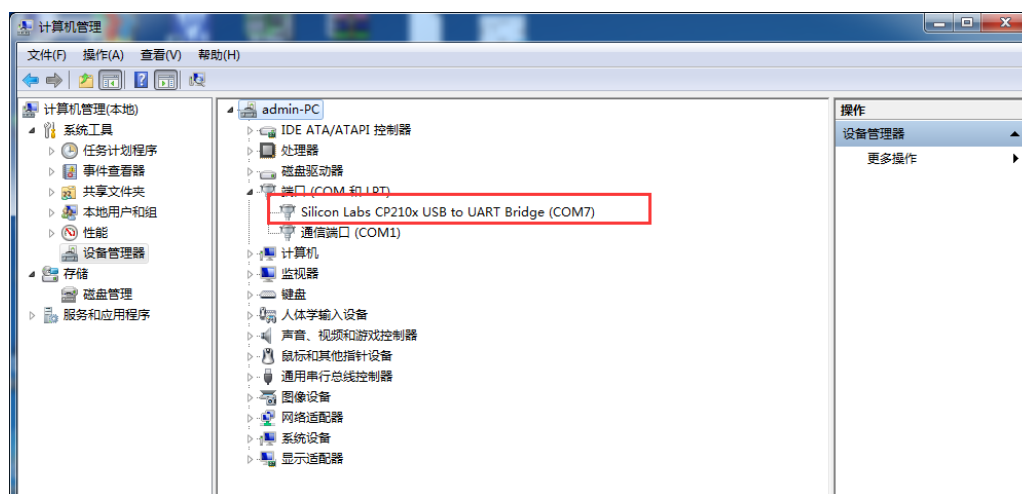 计算机管理
文件(F) 操作(A) 查看(V) 帮助(H)
计算机管理(本地)
系统工具
任务计划程序
事件查看器
共享文件夹
本地用户和组
性能
设备管理器
存储
磁盘管理
服务和应用程序
admin-PC
IDE ATA/ATAPI 控制器
处理器
磁盘驱动器
端口 (COM 和 LPT)
Silicon Labs CP210x USB to UART Bridge (COM7)
通信端口 (COM1)
计算机
监视器
键盘
人体学输入设备
声音、视频和游戏控制器
鼠标和其他指针设备
通用串行总线控制器
图像设备
网络适配器
系统设备
显示适配器
操作
设备管理器
更多操作